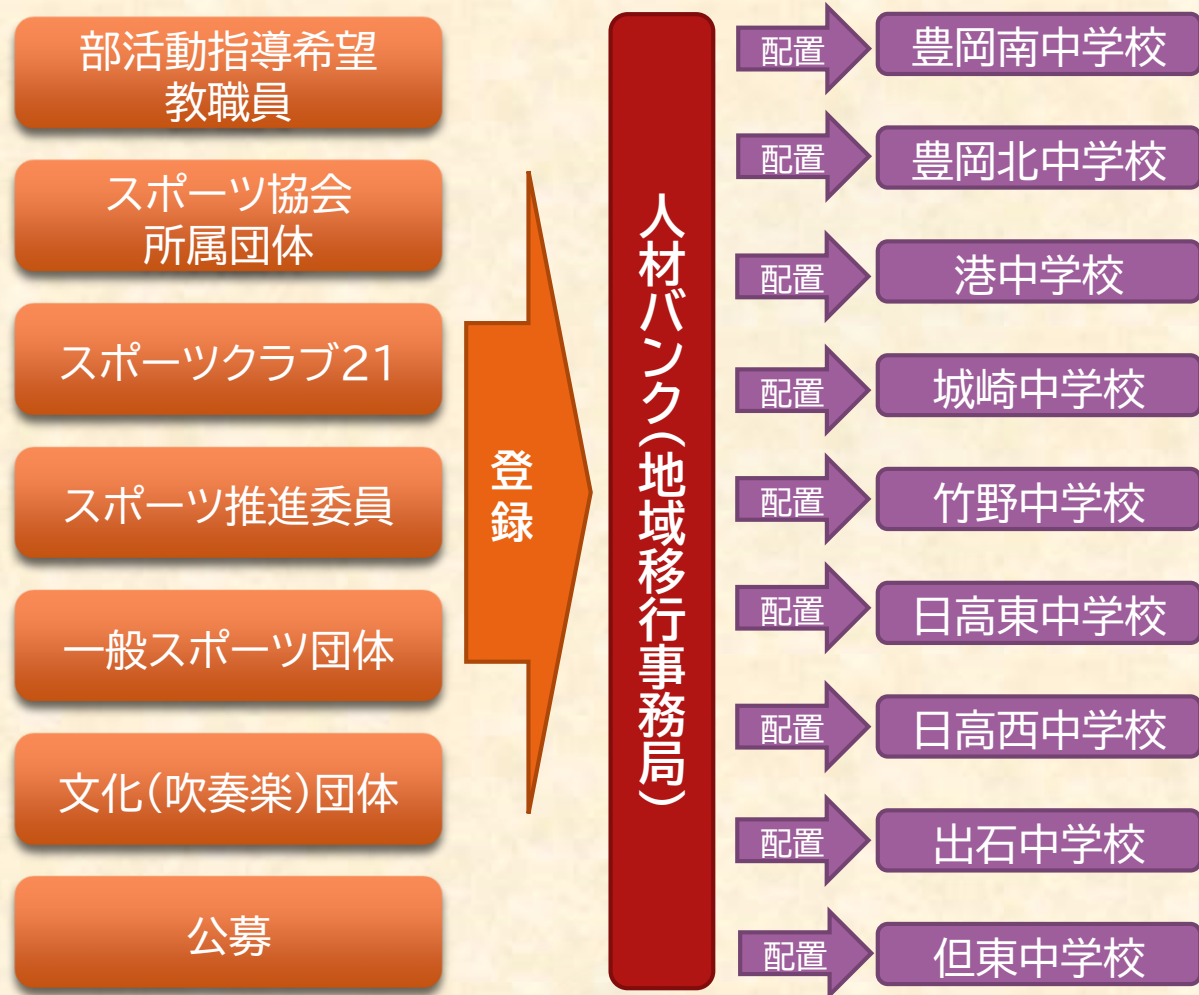 部活動指導希望
教職員
スポーツ協会
所属団体
スポーツクラブ21
スポーツ推進委員
一般スポーツ団体
文化(吹奏楽)団体
公募
登録
人材バンク(地域移行事務局)
配置
豊岡南中学校
配置
豊岡北中学校
配置
港中学校
配置
城崎中学校
配置
竹野中学校
配置
日高東中学校
配置
日高西中学校
配置
出石中学校
配置
但東中学校